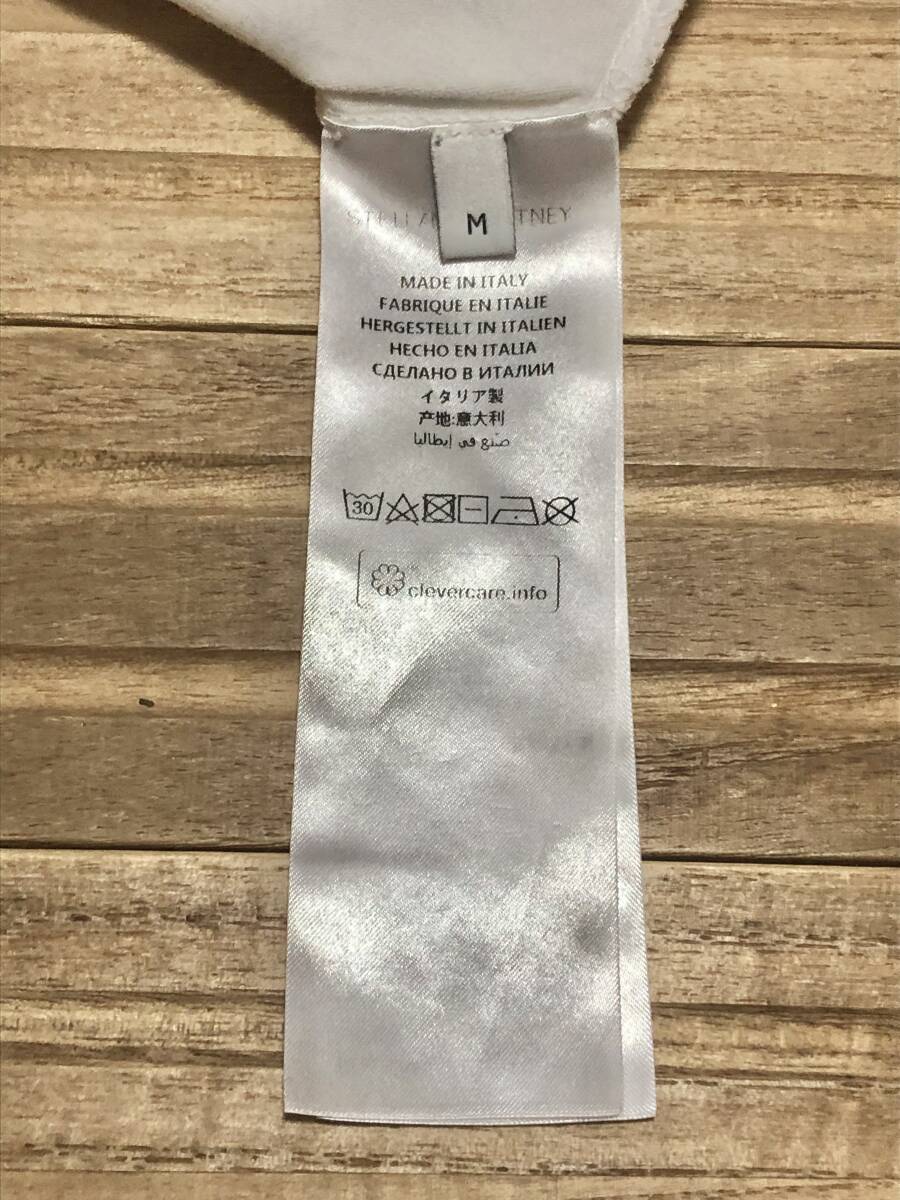 M
TNEY
MADE IN ITALY
FABRIQUE EN ITALIE
HERGESTELLT IN ITALIEN
HECHO EN ITALIA
СДЕЛАНО В ИТАЛИИ
イタリア製
产地:意大利
صنع في إيطاليا
30
clevercare.info